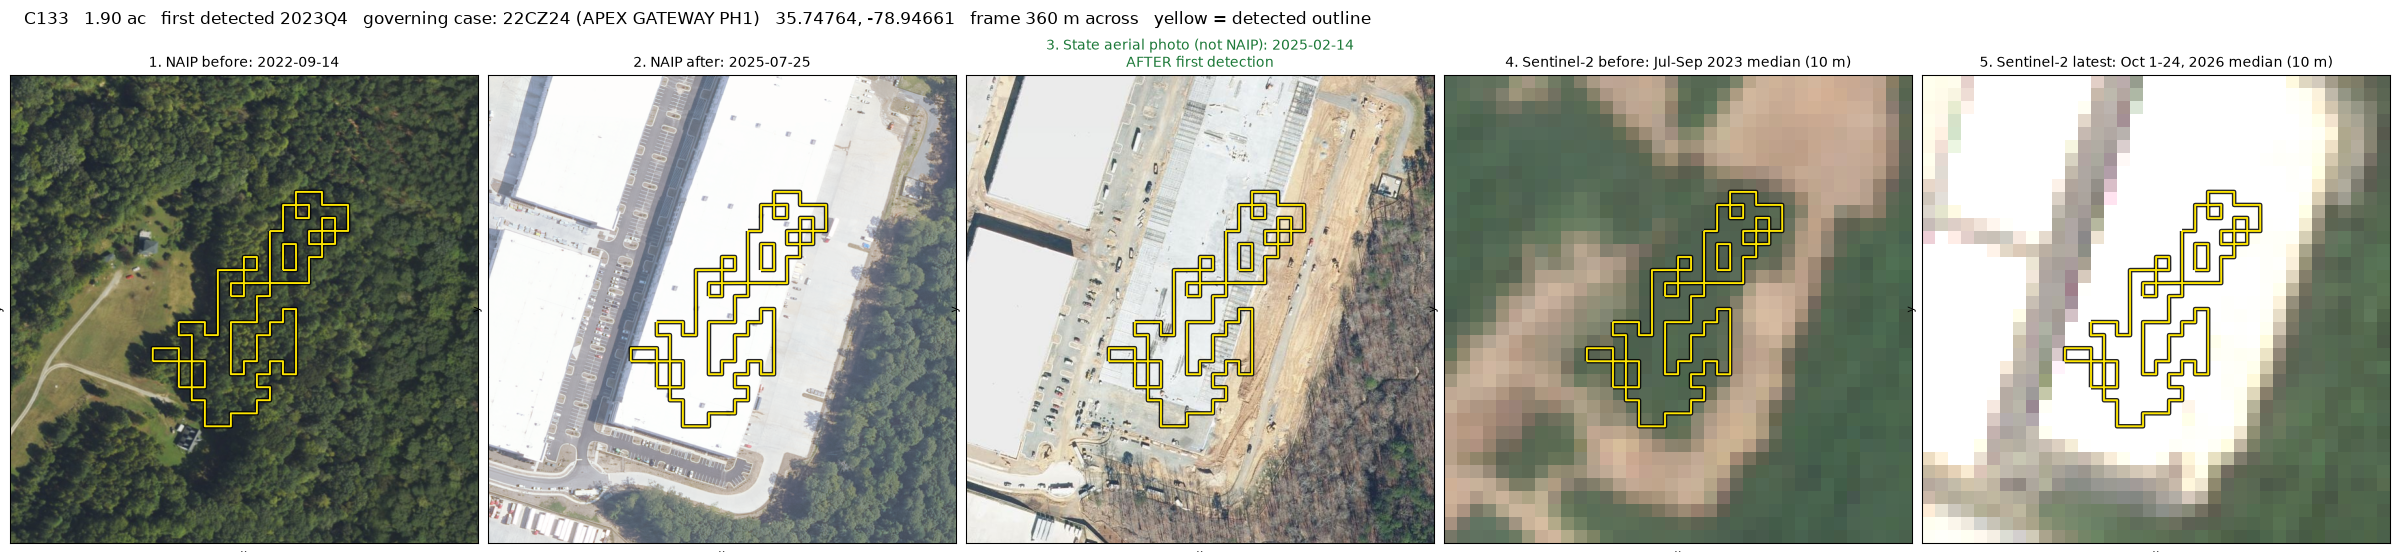 C133   1.90 ac   first detected 2023Q4   governing case: 22CZ24 (APEX GATEWAY PH1)   35.74764, -78.94661   frame 360 m across   yellow = detected outline
1. NAIP before: 2022-09-14
2. NAIP after: 2025-07-25
3. State aerial photo (not NAIP): 2025-02-14
AFTER first detection
4. Sentinel-2 before: Jul-Sep 2023 median (10 m)
5. Sentinel-2 latest: Oct 1-24, 2026 median (10 m)